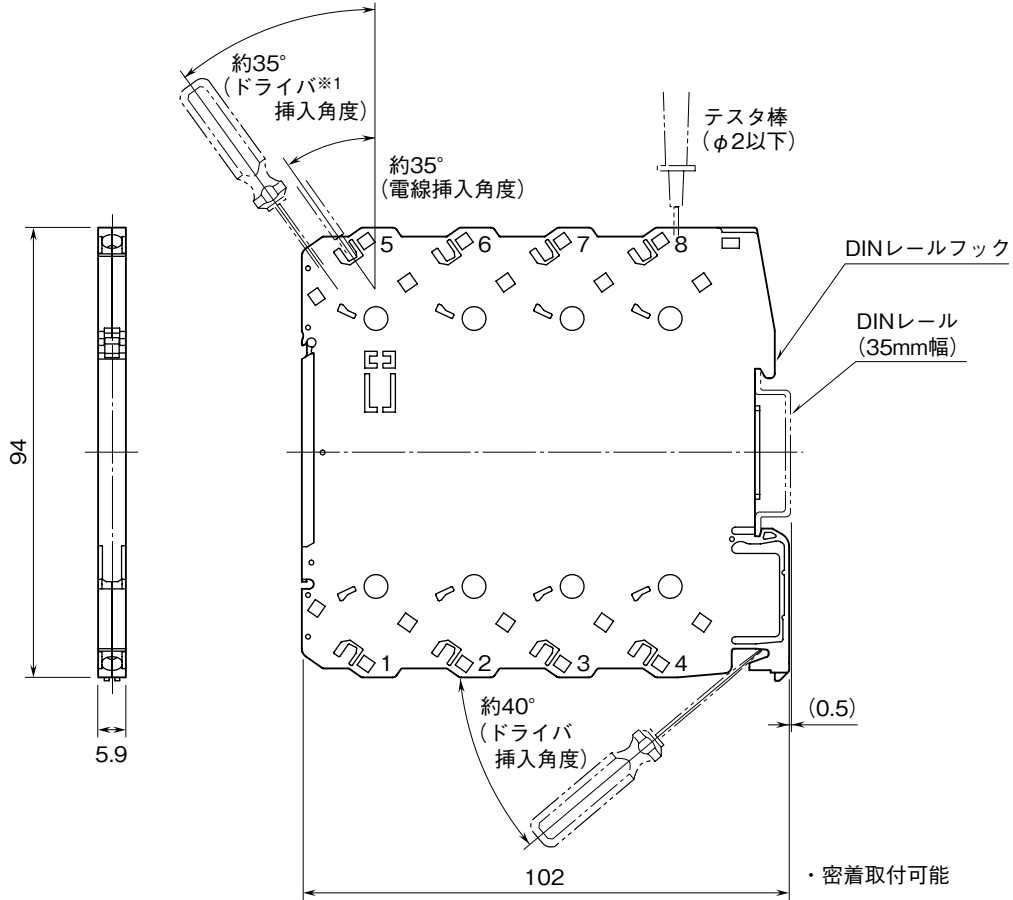 約35°
（ドライバ※1
挿入角度）
約35°
（電線挿入角度）
テスタ棒
（φ2以下）
DINレールフック
DINレール
（35mm幅）
5
6
7
8
94
5.9
1
2
3
4
約40°
（ドライバ
挿入角度）
（0.5）
102
・密着取付可能